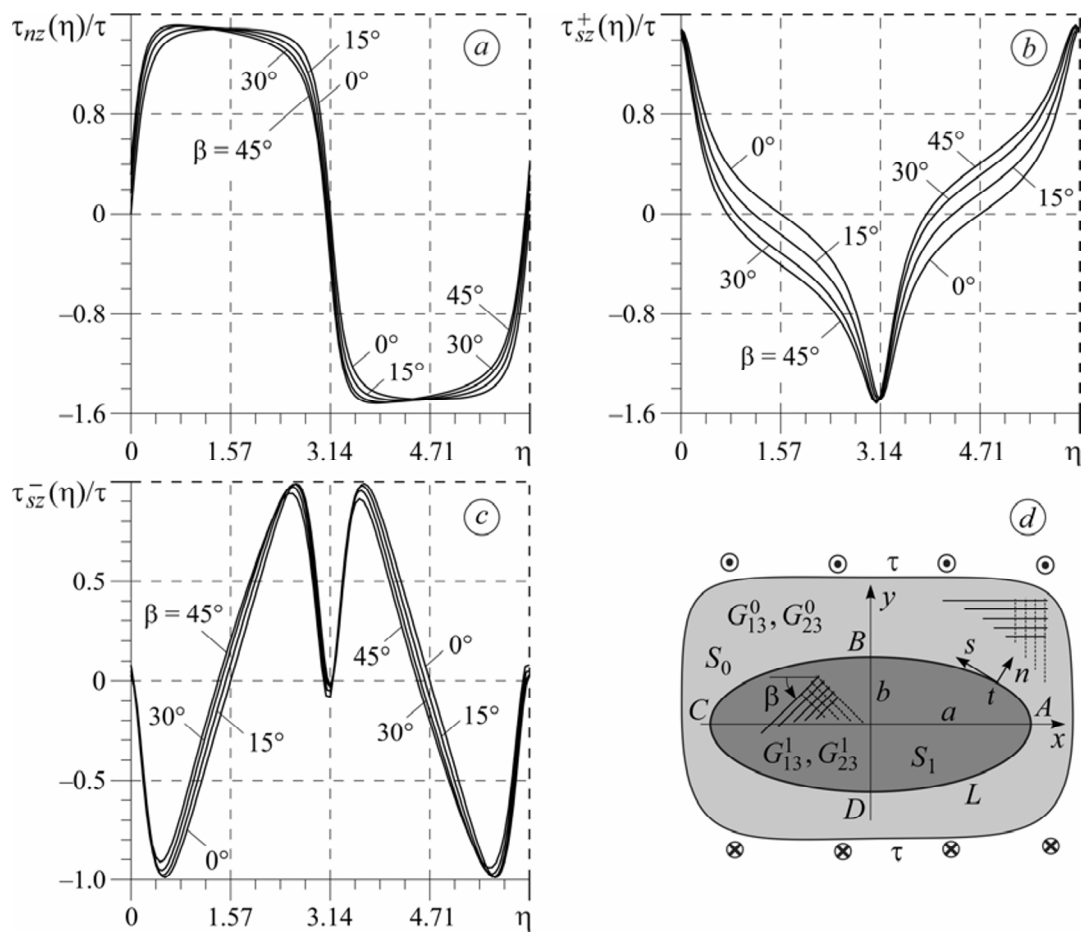 τnz(η)/τ
a
15°
30°
0°
0.8
β = 45°
0
−0.8
45°
0°
30°
15°
−1.6
0 1.57 3.14 4.71 η
τ⁺sz(η)/τ
b
0.8
0°
45°
30°
0
15°
15°
30°
0°
−0.8
β = 45°
−1.6
0 1.57 3.14 4.71 η
τ⁻sz(η)/τ
c
0.5
β = 45°
0°
45°
0
30°
15°
30°
15°
−0.5
0°
−1.0
0 1.57 3.14 4.71 η
d
τ
y
G⁰₁₃, G⁰₂₃
B
s
S₀
n
t
β
b
C
a
A
x
G¹₁₃, G¹₂₃
S₁
D
L
τ